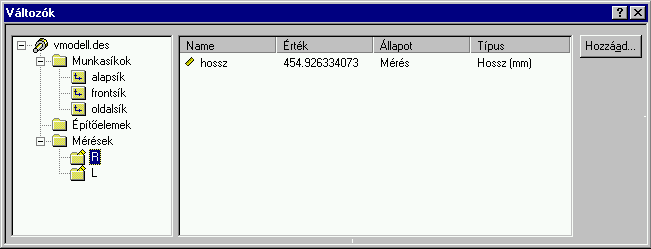 Változók
vmodell.des
Munkasíkok
alapsík
frontsík
oldalsík
Építőelemek
Mérések
R
L
Name Érték Állapot Típus
hossz 454.926334073 Mérés Hossz (mm)
Hozzáad...